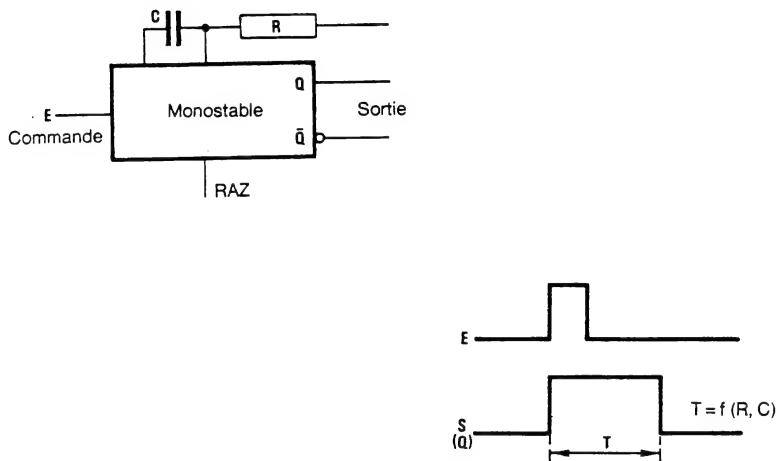 C
R
Q
E
Monostable
Sortie
Commande
Q̅
RAZ
E
S
(Q)
T
T = f (R, C)